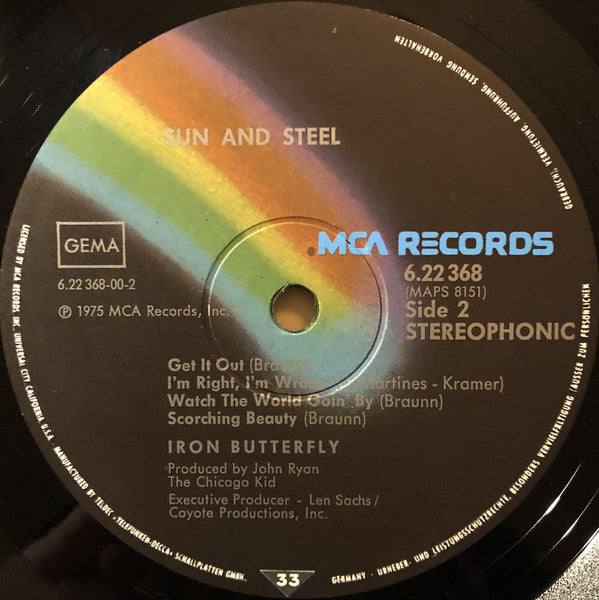 SUN AND STEEL
MCA RECORDS
GEMA
6.22 368-00-2
℗ 1975 MCA Records, Inc.
6.22 368
(MAPS 8151)
Side 2
STEREOPHONIC
Get It Out (Braunn)
I'm Right, I'm Wrong Martines - Kramer)
Watch The World Goin' By (Braunn)
Scorching Beauty (Braunn)
IRON BUTTERFLY
Produced by John Ryan
The Chicago Kid
Executive Producer - Len Sachs/
Coyote Productions, Inc.
33
LICENSED BY MCA RECORDS, INC. UNIVERSAL CITY, CALIFORNIA U.S.A. · MANUFACTURED BY TELDEC »TELEFUNKEN-DECCA« SCHALLPLATTEN GMBH.
GERMANY · URHEBER- UND LEISTUNGSSCHUTZRECHTE, BESONDERS VERVIELFÄLTIGUNG (AUSSER ZUM PERSÖNLICHEN
GEBRAUCH), VERMIETUNG, AUFFÜHRUNG, SENDUNG VORBEHALTEN